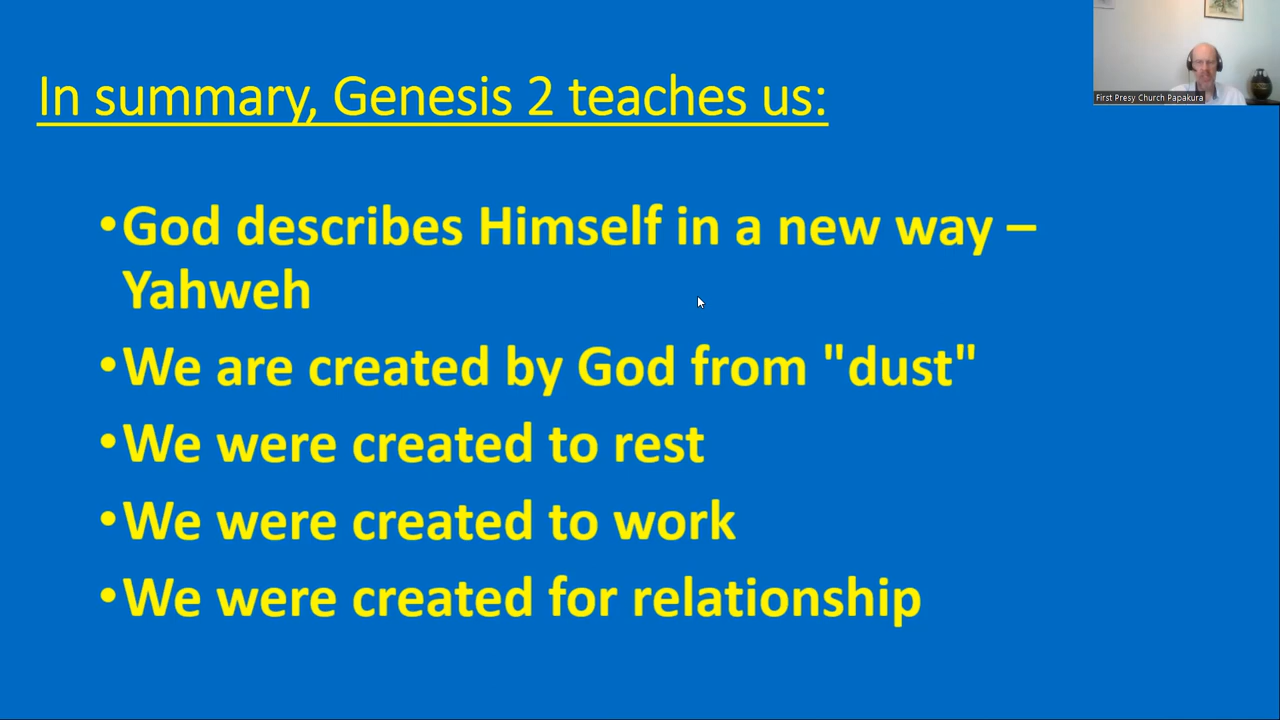 First Presy Church Papakura
In summary, Genesis 2 teaches us:
•God describes Himself in a new way –
Yahweh
•We are created by God from "dust"
•We were created to rest
•We were created to work
•We were created for relationship